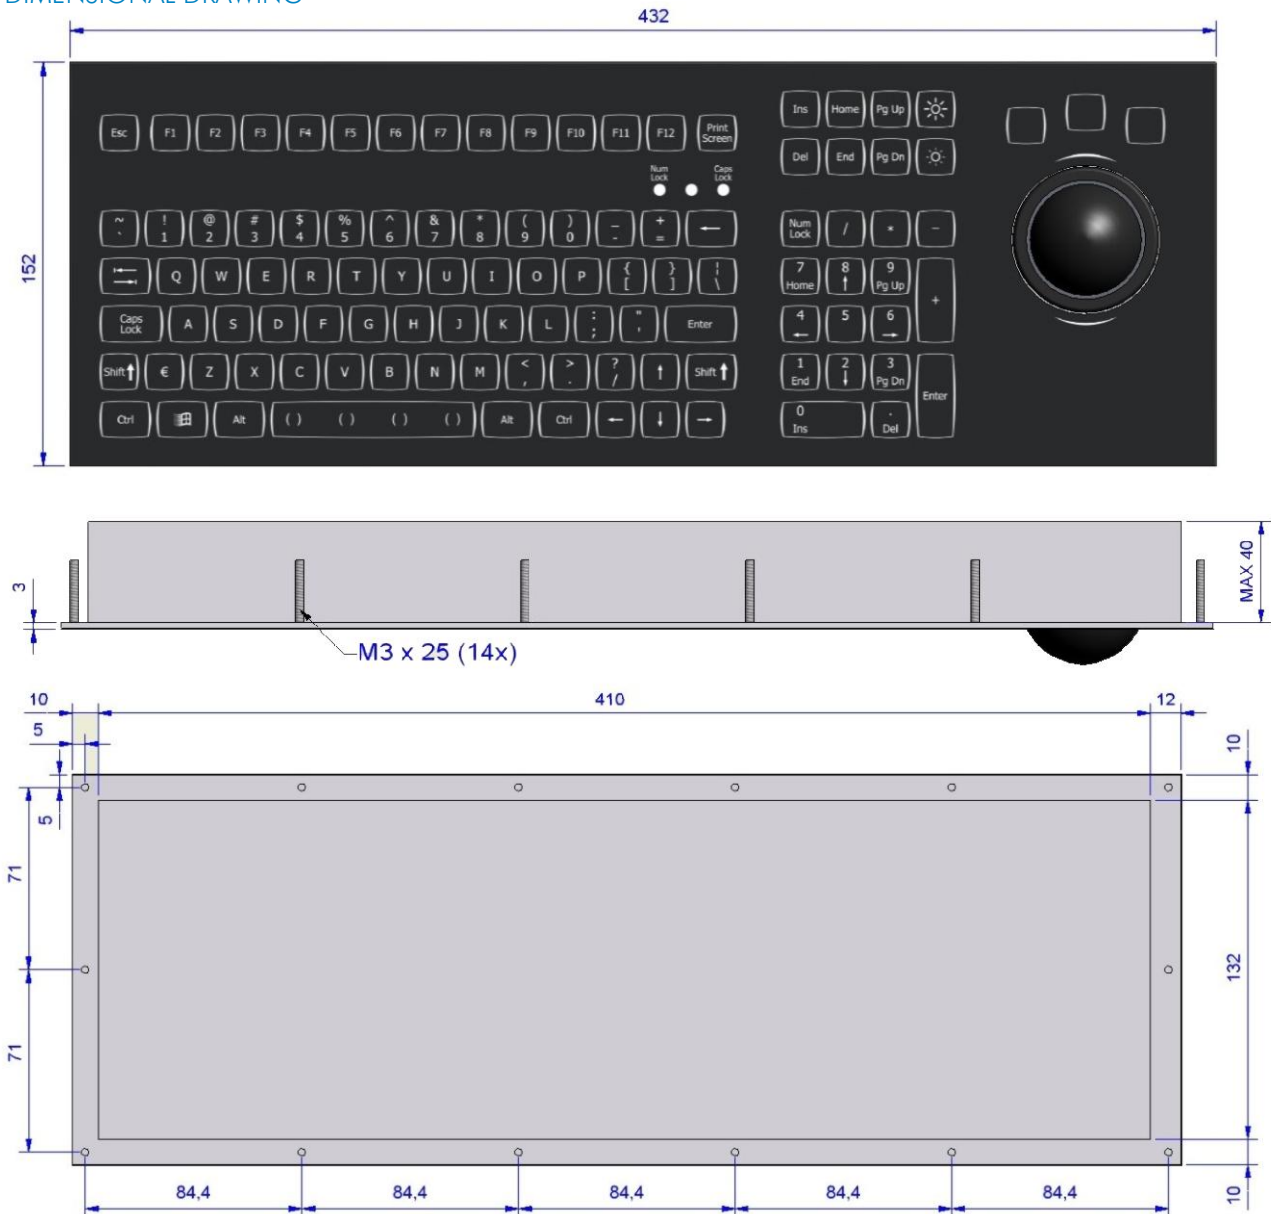 DIMENSIONAL DRAWING
432
152
Ins Home Pg Up
Esc F1 F2 F3 F4 F5 F6 F7 F8 F9 F10 F11 F12 Print Screen
Del End Pg Dn
Num Lock Caps Lock
~ ` ! 1 @ 2 # 3 $ 4 % 5 ^ 6 & 7 * 8 ( 9 ) 0 _ - + = ← Num Lock / * -
Q W E R T Y U I O P { [ } ] ¦ \ 7 Home 8 ↑ 9 Pg Up +
Caps Lock A S D F G H J K L : ; " ' Enter 4 ← 5 6 →
Shift ↑ € Z X C V B N M < , > . ? / ↑ Shift ↑ 1 End 2 ↓ 3 Pg Dn Enter
Ctrl Alt ( ) ( ) ( ) ( ) Alt Ctrl ← ↓ → 0 Ins . Del
3
MAX 40
M3 x 25 (14x)
10 410 12
5
10
5
71
132
71
84,4 84,4 84,4 84,4 84,4
10